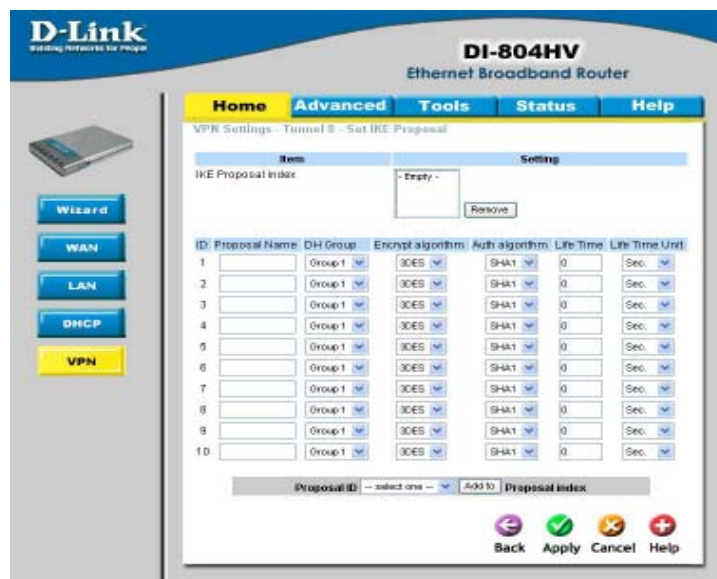 D-Link
Building Networks for People
DI-804HV
Ethernet Broadband Router
Home Advanced Tools Status Help
VPN Settings - Tunnel 0 - Set IKE Proposal
Item Setting
IKE Proposal index - Empty -
Remove
Wizard
WAN
LAN
DHCP
VPN
ID Proposal Name DH Group Encrypt algorithm Auth algorithm Life Time Life Time Unit
1 Group 1 3DES SHA1 0 Sec.
2 Group 1 3DES SHA1 0 Sec.
3 Group 1 3DES SHA1 0 Sec.
4 Group 1 3DES SHA1 0 Sec.
5 Group 1 3DES SHA1 0 Sec.
6 Group 1 3DES SHA1 0 Sec.
7 Group 1 3DES SHA1 0 Sec.
8 Group 1 3DES SHA1 0 Sec.
9 Group 1 3DES SHA1 0 Sec.
10 Group 1 3DES SHA1 0 Sec.
Proposal ID -- select one -- Add to Proposal index
Back Apply Cancel Help